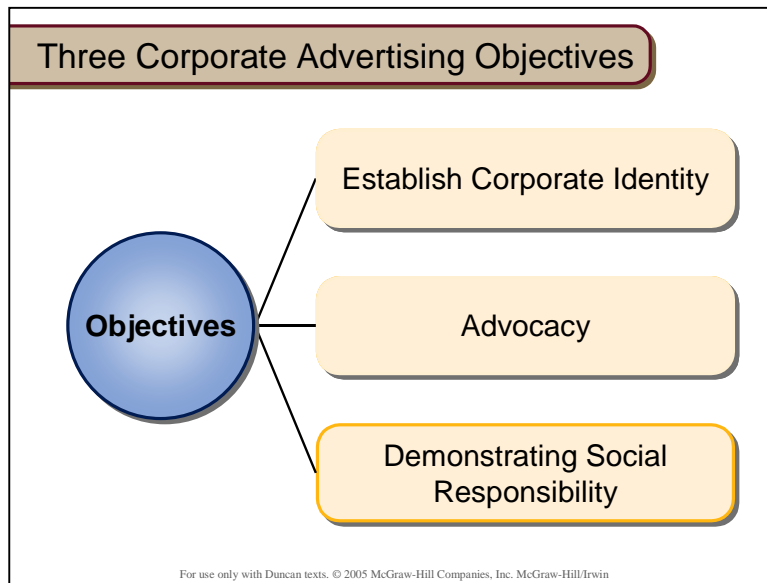 Three Corporate Advertising Objectives
Establish Corporate Identity
Objectives
Advocacy
Demonstrating Social
Responsibility
For use only with Duncan texts. © 2005 McGraw-Hill Companies, Inc. McGraw-Hill/Irwin